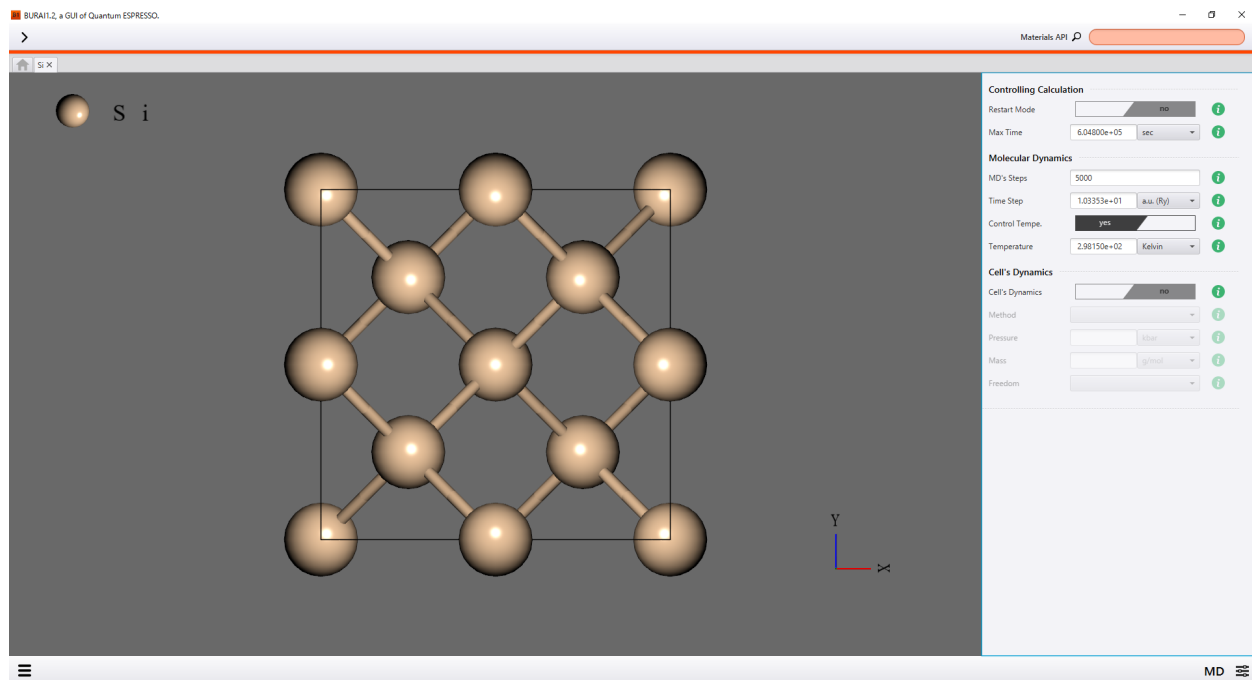 BURAI1.2, a GUI of Quantum ESPRESSO.
Materials API
Si ×
S i
Controlling Calculation
Restart Mode no
Max Time 6.04800e+05 sec
Molecular Dynamics
MD's Steps 5000
Time Step 1.03353e+01 a.u. (Ry)
Control Tempe. yes
Temperature 2.98150e+02 Kelvin
Cell's Dynamics
Cell's Dynamics no
Method
Pressure kbar
Mass g/mol
Freedom
Y
X
MD